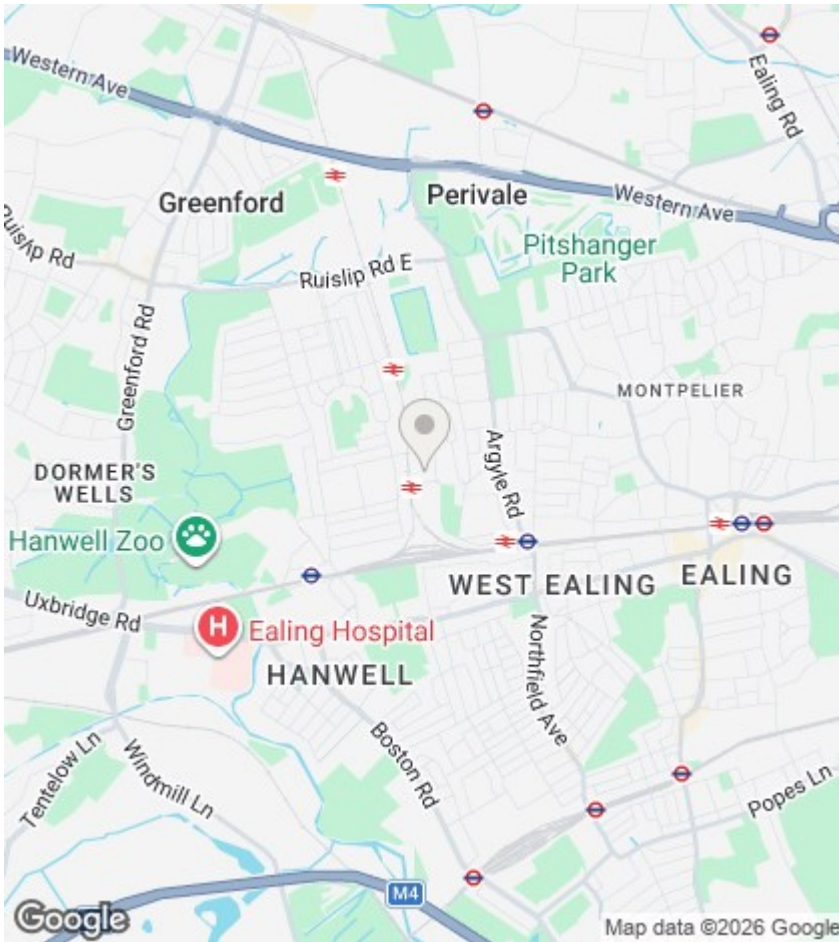 Western Ave
Ealing Rd
Greenford
Perivale
Western Ave
Ruislip Rd
Pitshanger
Park
Ruislip Rd E
Greenford Rd
MONTPELIER
Argyle Rd
DORMER'S
WELLS
Hanwell Zoo
WEST EALING
EALING
Uxbridge Rd
H
Ealing Hospital
HANWELL
Northfield Ave
Boston Rd
Tentelow Ln
Windmill Ln
Popes Ln
M4
Google
Map data ©2026 Google